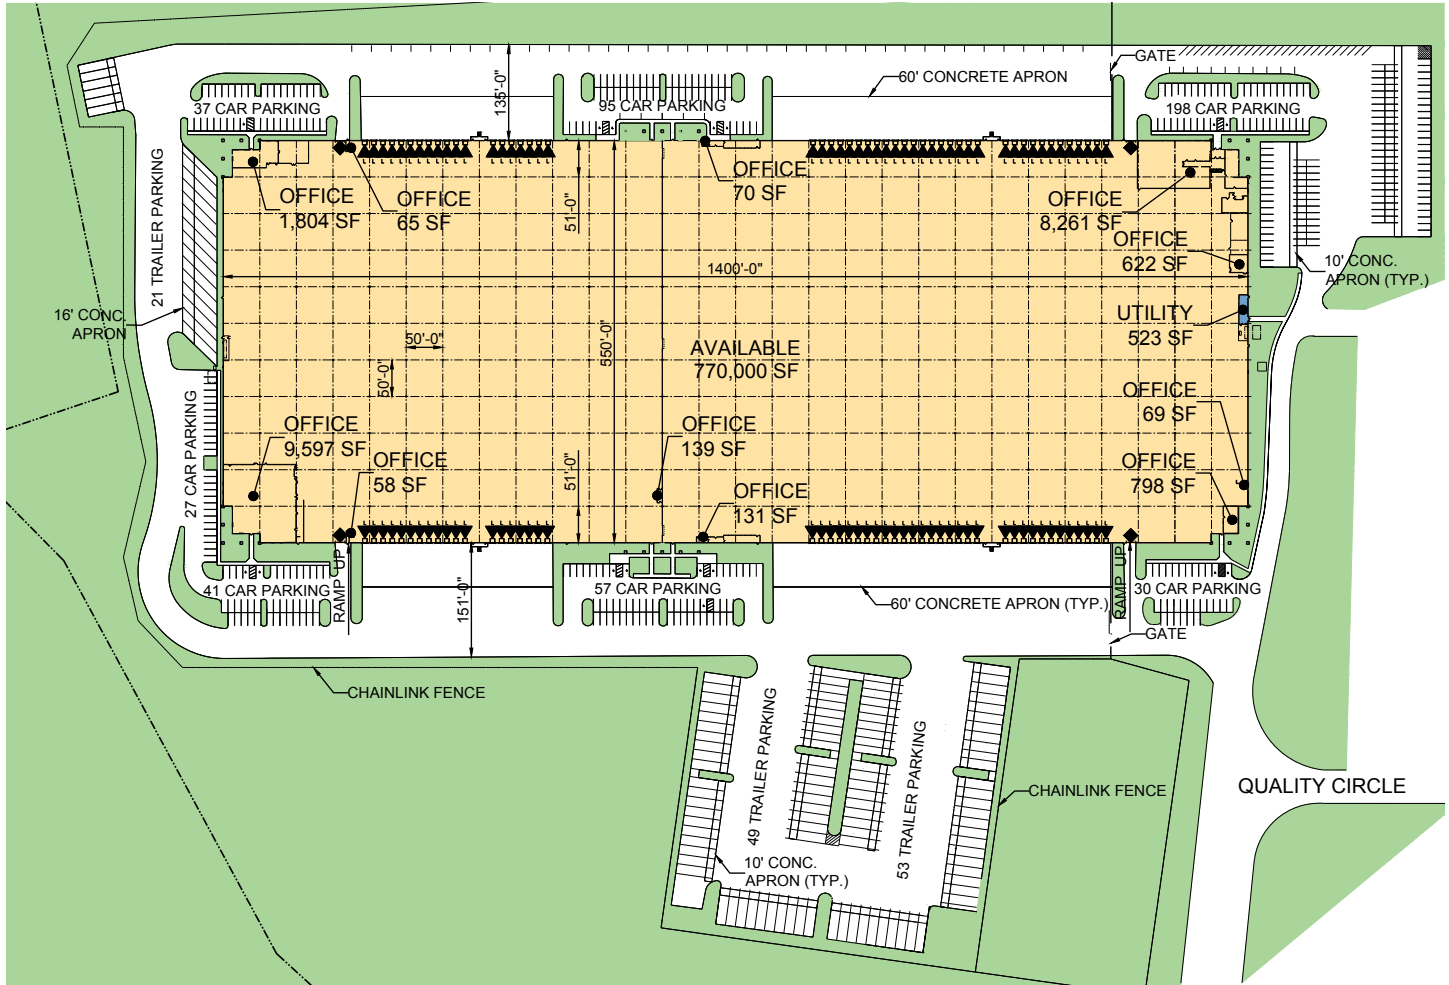 GATE
60' CONCRETE APRON
135'-0"
37 CAR PARKING
95 CAR PARKING
198 CAR PARKING
21 TRAILER PARKING
OFFICE
1,804 SF
OFFICE
65 SF
51'-0"
OFFICE
70 SF
OFFICE
8,261 SF
OFFICE
622 SF
1400'-0"
10' CONC.
APRON (TYP.)
16' CONC.
APRON
UTILITY
523 SF
50'-0"
50'-0"
550'-0"
AVAILABLE
770,000 SF
OFFICE
69 SF
27 CAR PARKING
OFFICE
9,597 SF
OFFICE
58 SF
51'-0"
OFFICE
139 SF
OFFICE
131 SF
OFFICE
798 SF
RAMP UP
RAMP UP
41 CAR PARKING
57 CAR PARKING
30 CAR PARKING
151'-0"
60' CONCRETE APRON (TYP.)
GATE
CHAINLINK FENCE
49 TRAILER PARKING
53 TRAILER PARKING
CHAINLINK FENCE
QUALITY CIRCLE
10' CONC.
APRON (TYP.)